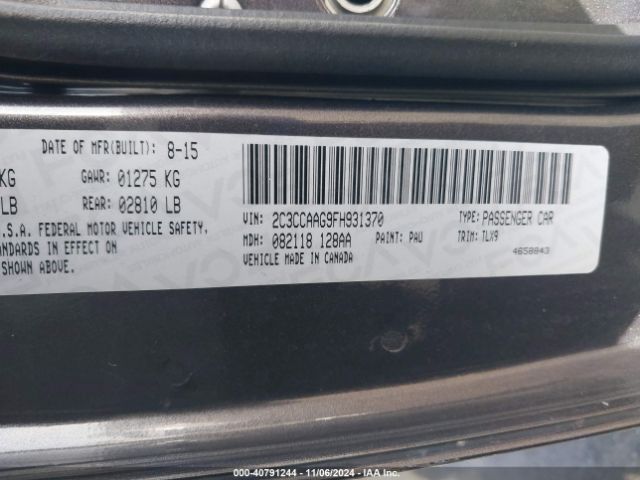 DATE OF MFR(BUILT): 8-15
KG GAWR: 01275 KG
LB REAR: 02810 LB
.S.A. FEDERAL MOTOR VEHICLE SAFETY.
ANDARDS IN EFFECT ON
SHOWN ABOVE.
VIN: 2C3CCAAG9FH931370 TYPE: PASSENGER CAR
MDH: 082118 128AA PAINT: PAU TRIM: TLX9
VEHICLE MADE IN CANADA 4658843
©COPY - 40791244 - 11/06/2024 - IAA Inc.